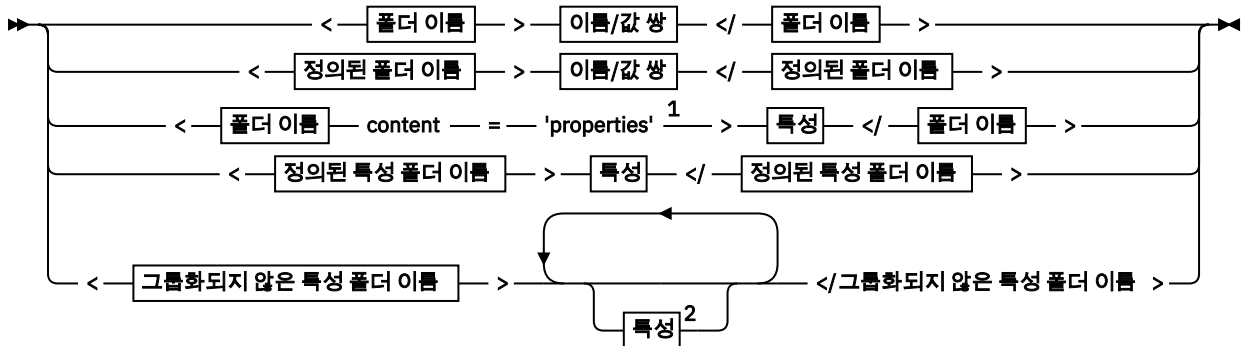 < 폴더 이름 > 이름/값 쌍 </ 폴더 이름 >
< 정의된 폴더 이름 > 이름/값 쌍 </ 정의된 폴더 이름 >
< 폴더 이름 content = 'properties' 1 > 특성 </ 폴더 이름 >
< 정의된 특성 폴더 이름 > 특성 </ 정의된 특성 폴더 이름 >
< 그룹화되지 않은 특성 폴더 이름 > </그룹화되지 않은 특성 폴더 이름 >
특성 2